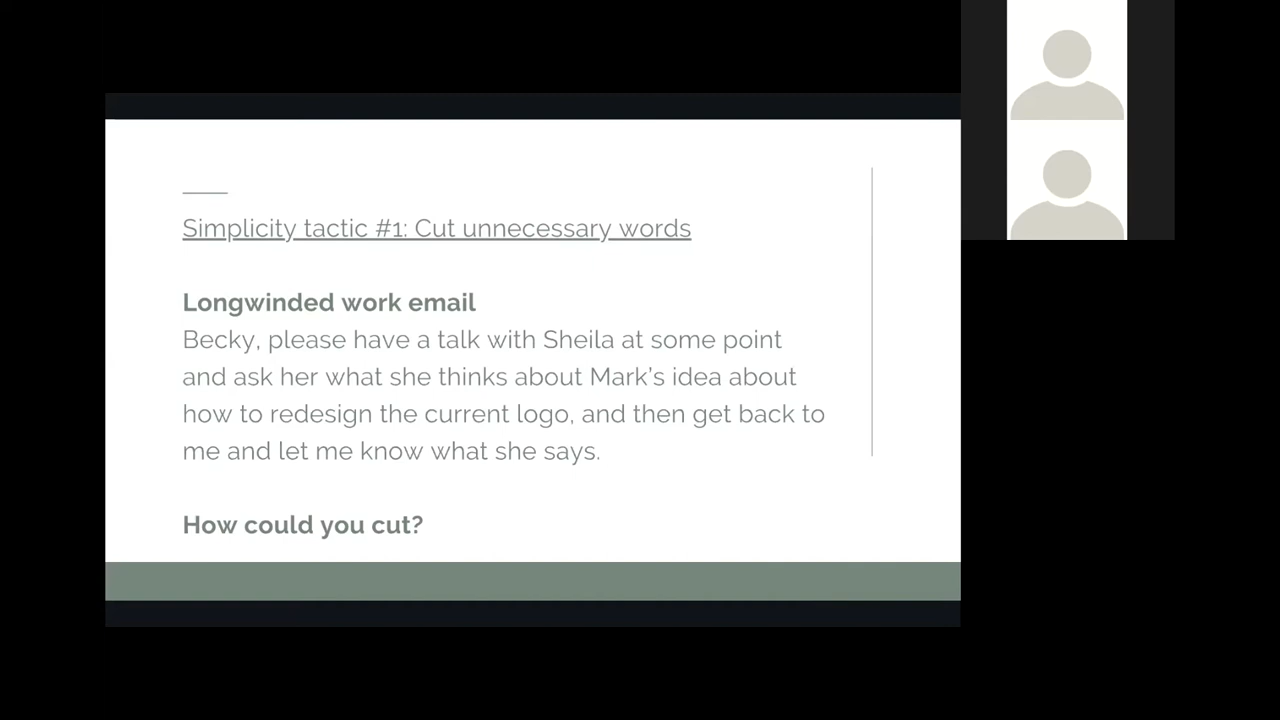 Simplicity tactic #1: Cut unnecessary words
Longwinded work email
Becky, please have a talk with Sheila at some point
and ask her what she thinks about Mark’s idea about
how to redesign the current logo, and then get back to
me and let me know what she says.
How could you cut?